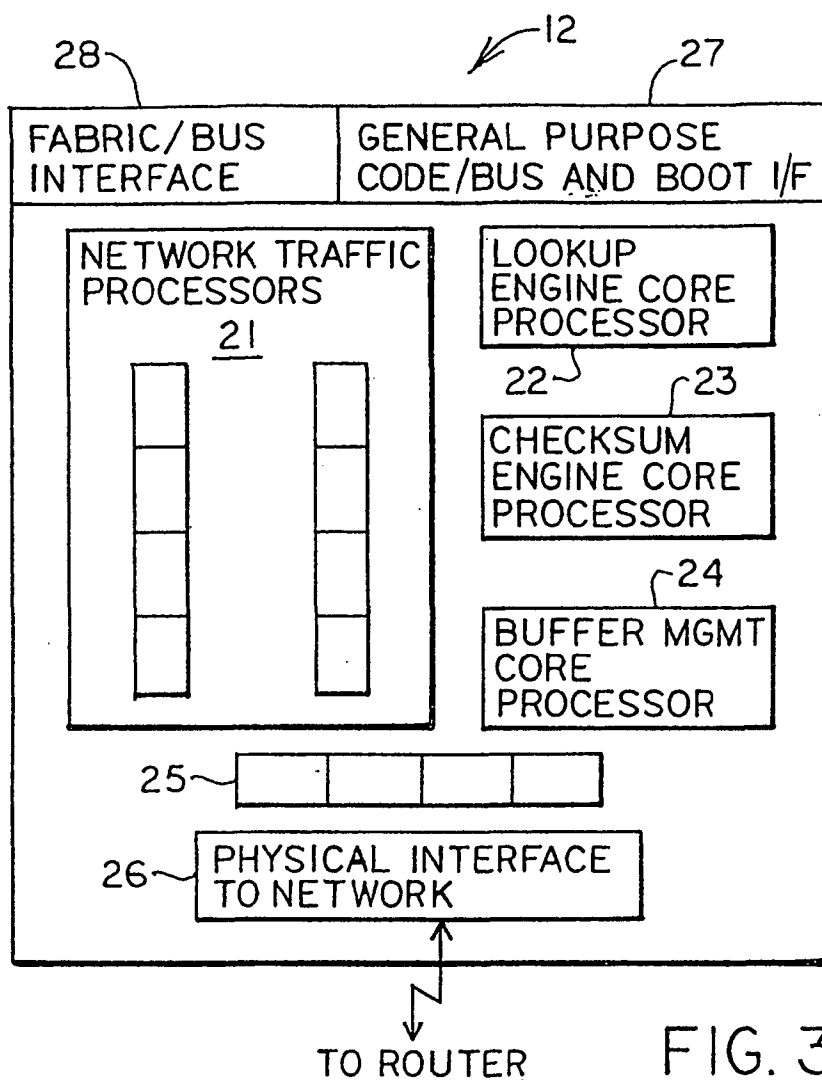 12
28
27
FABRIC/BUS
INTERFACE
GENERAL PURPOSE
CODE/BUS AND BOOT I/F
NETWORK TRAFFIC
PROCESSORS
21
LOOKUP
ENGINE CORE
PROCESSOR
22
23
CHECKSUM
ENGINE CORE
PROCESSOR
24
BUFFER MGMT
CORE
PROCESSOR
25
26
PHYSICAL INTERFACE
TO NETWORK
TO ROUTER
FIG. 3